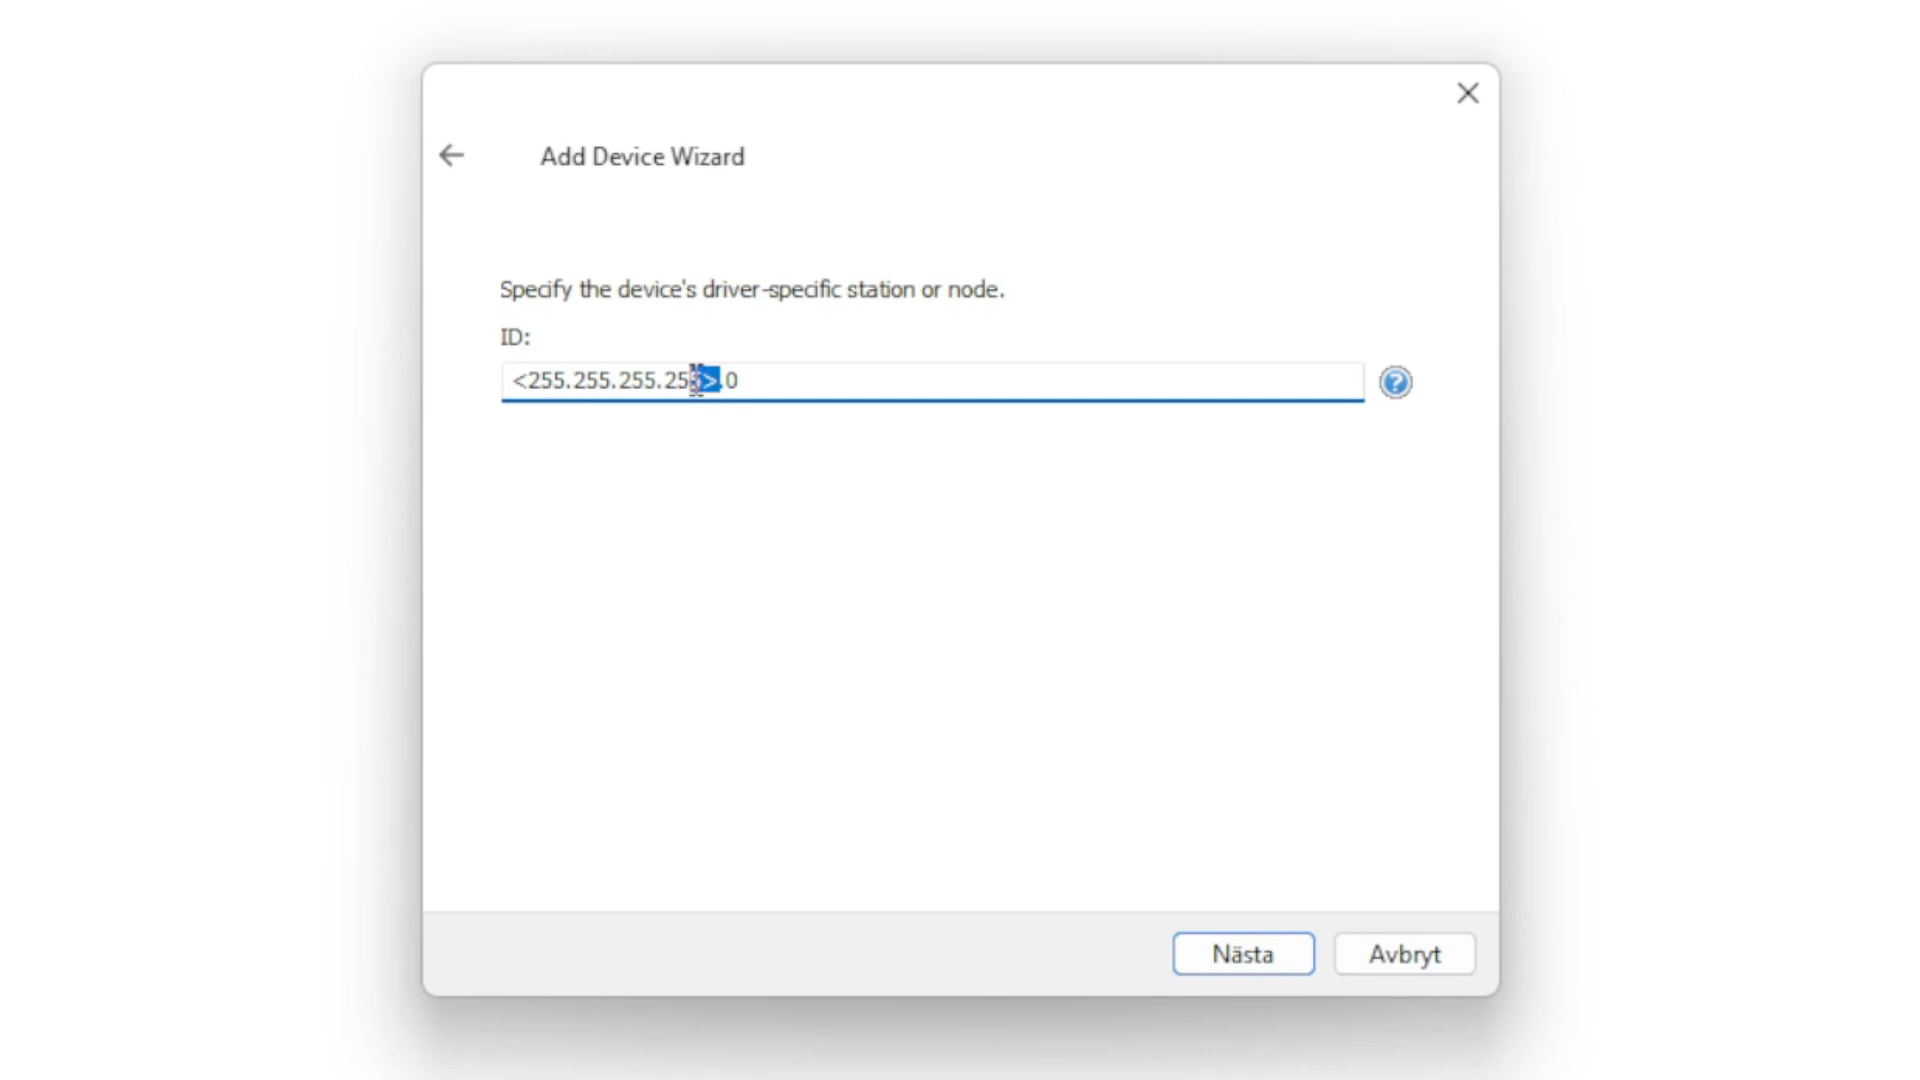 Add Device Wizard
Specify the device's driver-specific station or node.
ID:
<255.255.255.255>.0
Nästa
Avbryt